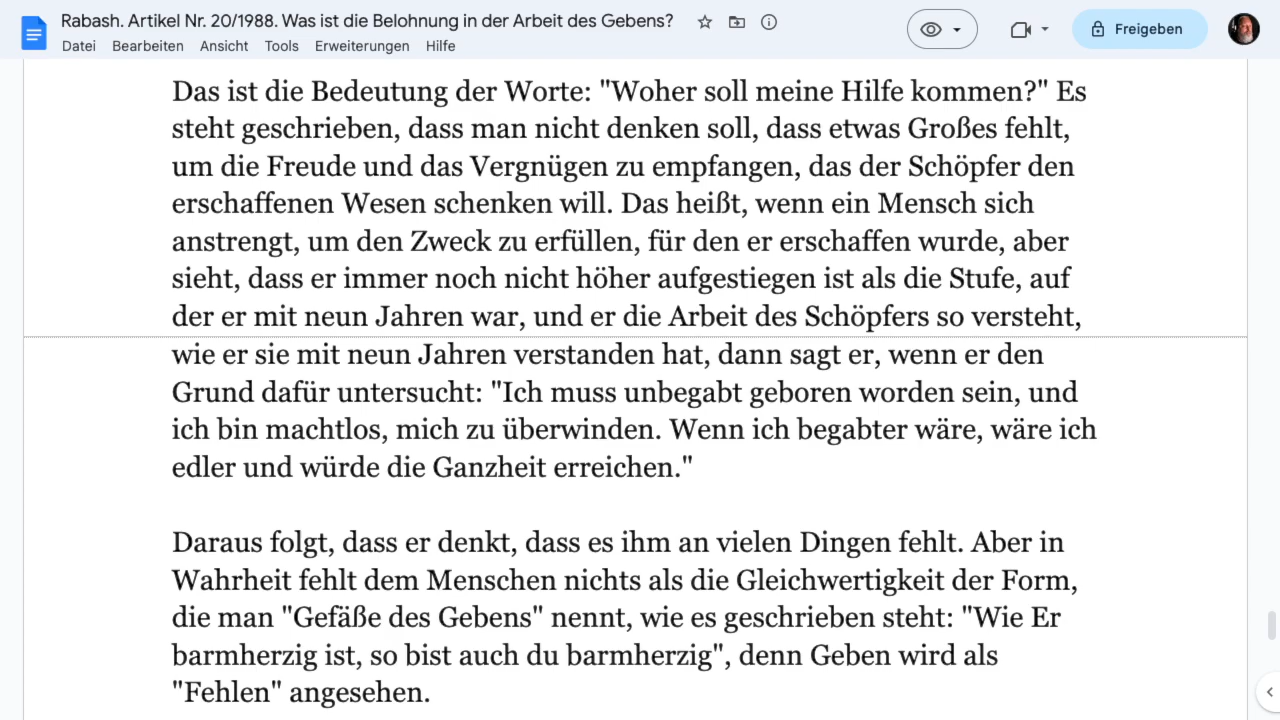 Rabash. Artikel Nr. 20/1988. Was ist die Belohnung in der Arbeit des Gebens?
Datei Bearbeiten Ansicht Tools Erweiterungen Hilfe
Freigeben
Das ist die Bedeutung der Worte: "Woher soll meine Hilfe kommen?" Es
steht geschrieben, dass man nicht denken soll, dass etwas Großes fehlt,
um die Freude und das Vergnügen zu empfangen, das der Schöpfer den
erschaffenen Wesen schenken will. Das heißt, wenn ein Mensch sich
anstrengt, um den Zweck zu erfüllen, für den er erschaffen wurde, aber
sieht, dass er immer noch nicht höher aufgestiegen ist als die Stufe, auf
der er mit neun Jahren war, und er die Arbeit des Schöpfers so versteht,
wie er sie mit neun Jahren verstanden hat, dann sagt er, wenn er den
Grund dafür untersucht: "Ich muss unbegabt geboren worden sein, und
ich bin machtlos, mich zu überwinden. Wenn ich begabter wäre, wäre ich
edler und würde die Ganzheit erreichen."
Daraus folgt, dass er denkt, dass es ihm an vielen Dingen fehlt. Aber in
Wahrheit fehlt dem Menschen nichts als die Gleichwertigkeit der Form,
die man "Gefäße des Gebens" nennt, wie es geschrieben steht: "Wie Er
barmherzig ist, so bist auch du barmherzig", denn Geben wird als
"Fehlen" angesehen.